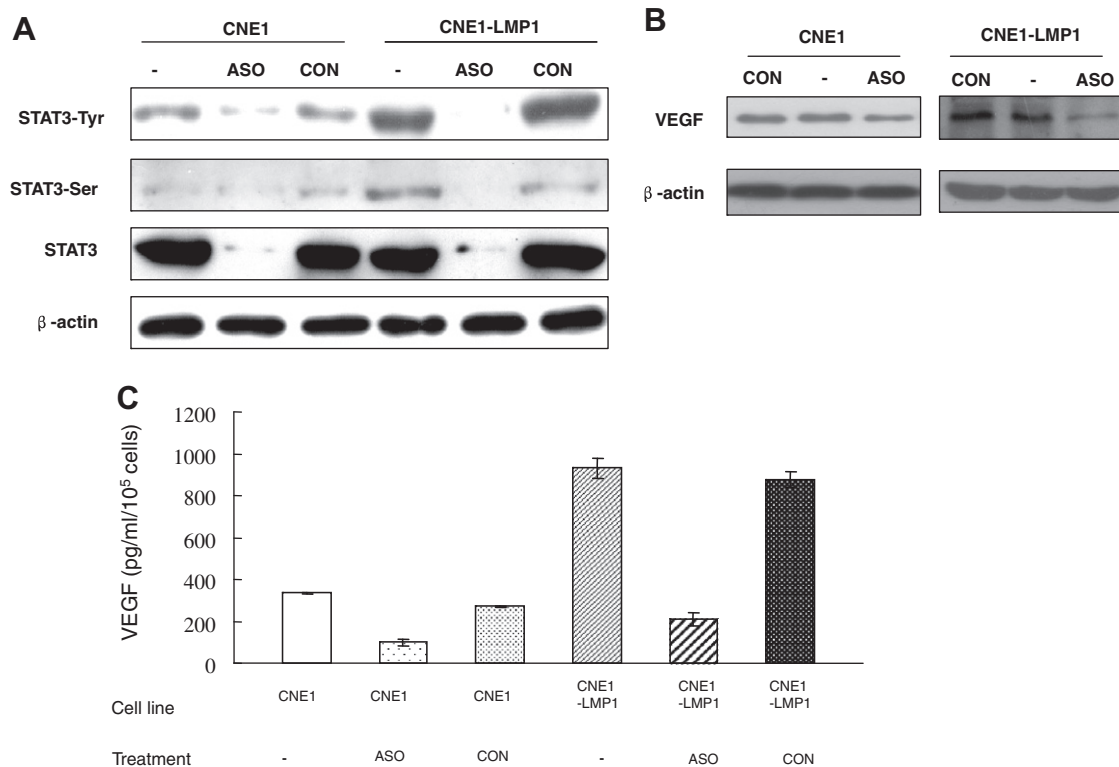 A
CNE1 CNE1-LMP1
- ASO CON - ASO CON
STAT3-Tyr
STAT3-Ser
STAT3
β-actin
B
CNE1 CNE1-LMP1
CON - ASO CON - ASO
VEGF
β-actin
C
VEGF (pg/ml/10⁵ cells)
1200
1000
800
600
400
200
0
Cell line CNE1 CNE1 CNE1 CNE1 -LMP1 CNE1 -LMP1 CNE1 -LMP1
Treatment - ASO CON - ASO CON